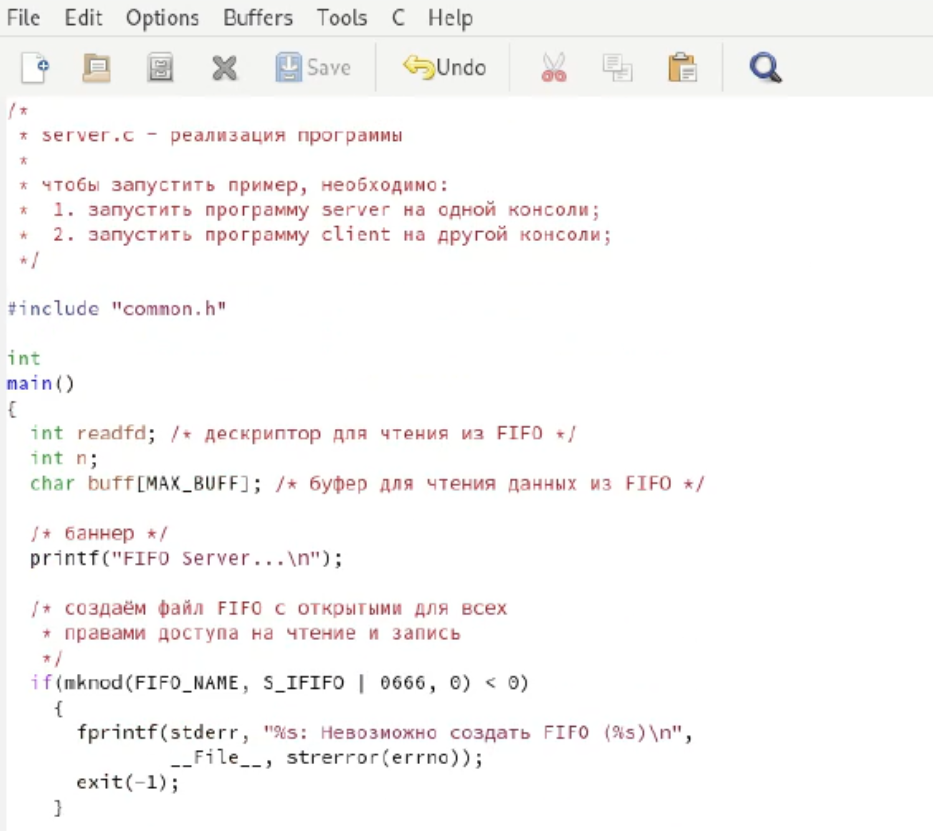 File Edit Options Buffers Tools C Help
Save Undo
/*
 * server.c - реализация программы
 *
 * чтобы запустить пример, необходимо:
 *  1. запустить программу server на одной консоли;
 *  2. запустить программу client на другой консоли;
 */
#include "common.h"
int
main()
{
  int readfd; /* дескриптор для чтения из FIFO */
  int n;
  char buff[MAX_BUFF]; /* буфер для чтения данных из FIFO */
  /* баннер */
  printf("FIFO Server...\n");
  /* создаём файл FIFO с открытыми для всех
   * правами доступа на чтение и запись
   */
  if(mknod(FIFO_NAME, S_IFIFO | 0666, 0) < 0)
    {
      fprintf(stderr, "%s: Невозможно создать FIFO (%s)\n",
              __File__, strerror(errno));
      exit(-1);
    }